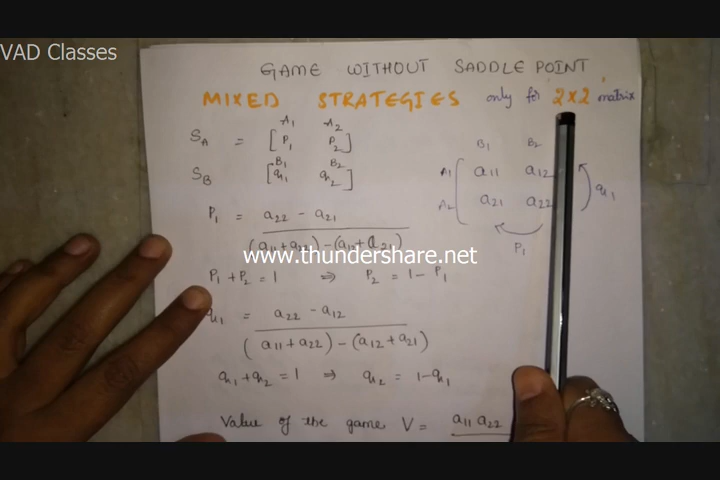 VAD Classes
GAME WITHOUT SADDLE POINT
MIXED STRATEGIES only for 2×2 matrix
A1 A2
SA = [P1 P2]
B1 B2
SB = [q1 q2]
B1 B2
A1 a11 a12
A2 a21 a22
q1
P1
P1 = a22 - a21
(a11 + a22) - (a12 + a21)
www.thundershare.net
P1 + P2 = 1 ⇒ P2 = 1 - P1
q1 = a22 - a12
(a11 + a22) - (a12 + a21)
q1 + q2 = 1 ⇒ q2 = 1 - q1
Value of the game V = a11 a22